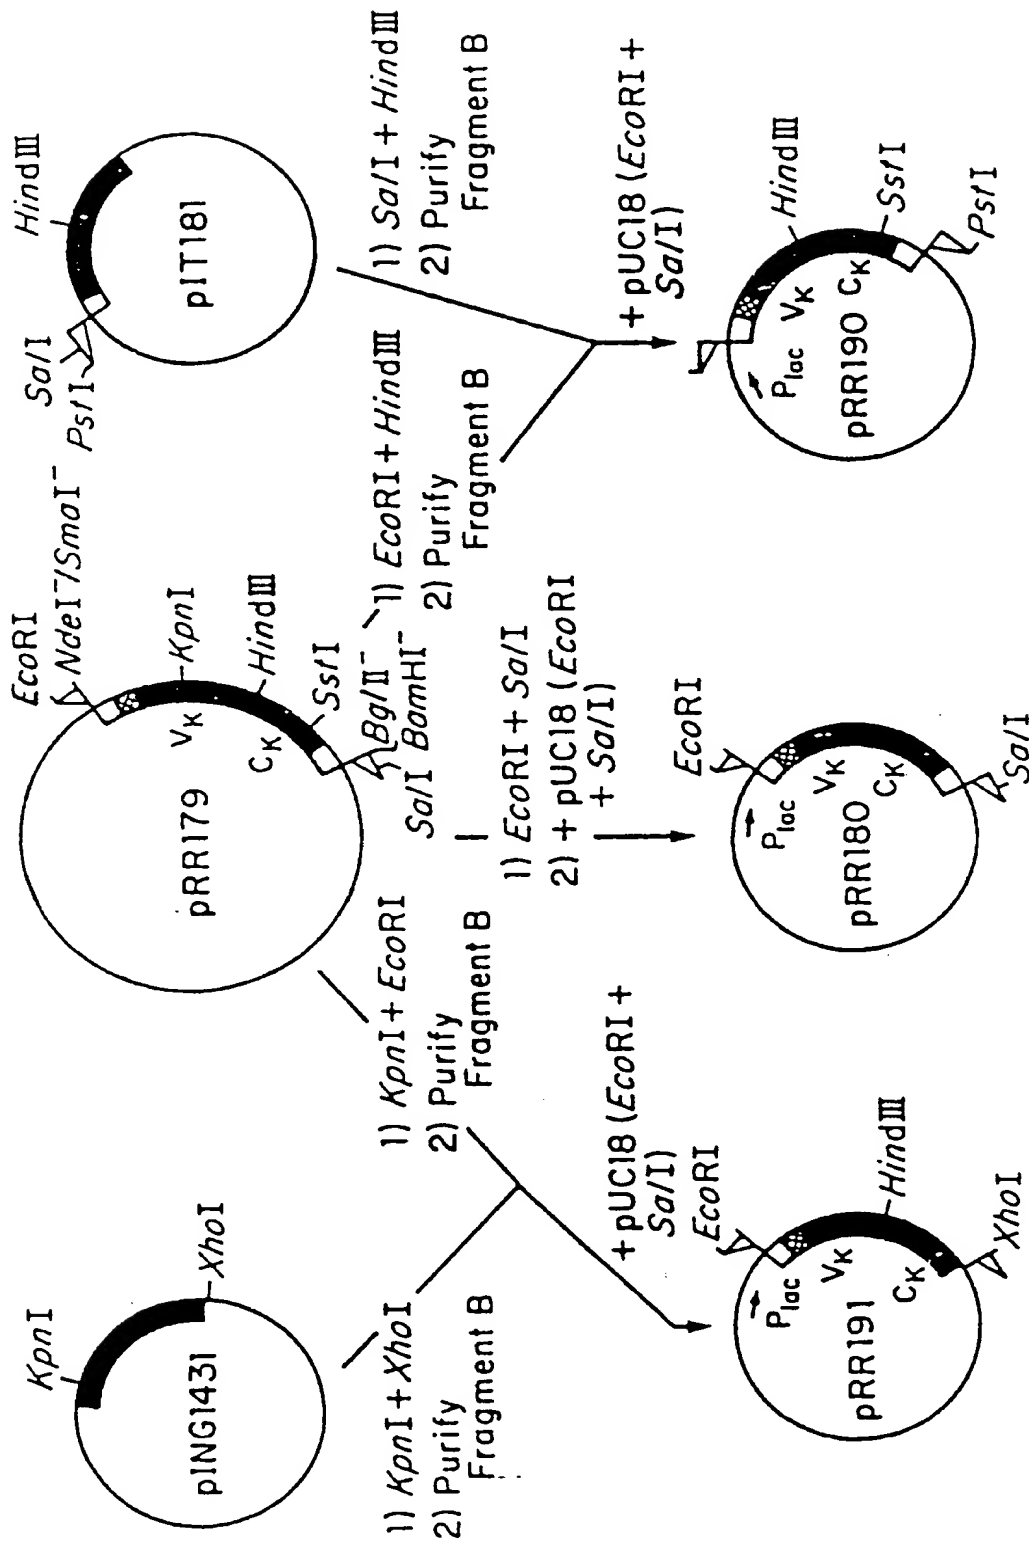 KpnI
XhoI
pING1431
1) KpnI + XhoI
2) Purify
Fragment B
EcoRI
NdeI⁻/SmaI⁻
KpnI
VK
HindIII
CK
SstI
BglII⁻
SalI BamHI⁻
pRR179
1) KpnI + EcoRI
2) Purify
Fragment B
1) EcoRI + SalI
2) + pUC18 (EcoRI
+ SalI)
1) EcoRI + HindIII
2) Purify
Fragment B
HindIII
SalI
PstI
pIT181
1) SalI + HindIII
2) Purify
Fragment B
+ pUC18 (EcoRI +
SalI)
EcoRI
Plac
VK
HindIII
CK
XhoI
pRR191
EcoRI
Plac
VK
CK
SalI
pRR180
+ pUC18 (EcoRI +
SalI)
Plac
VK
HindIII
CK
SstI
PstI
pRR190